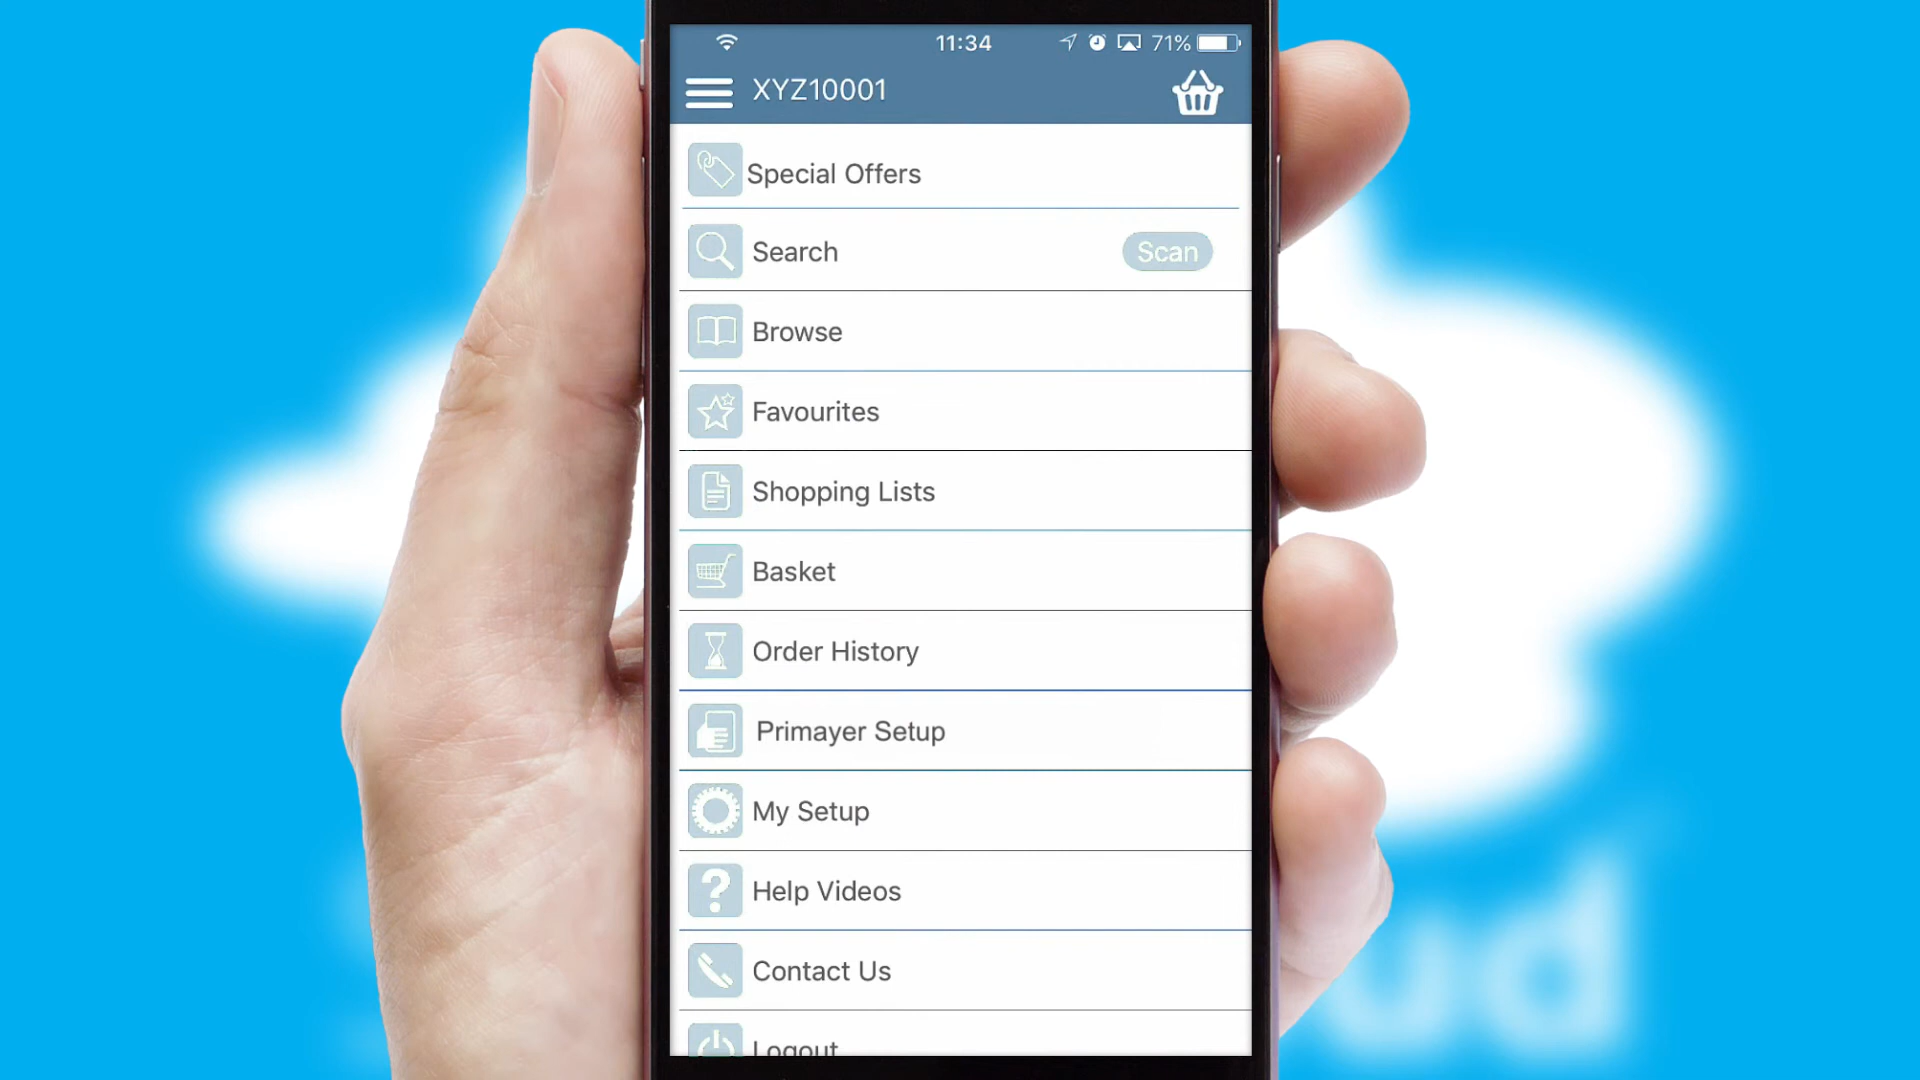 11:34 71%
XYZ10001
Special Offers
Search Scan
Browse
Favourites
Shopping Lists
Basket
Order History
Primayer Setup
My Setup
Help Videos
Contact Us
Logout